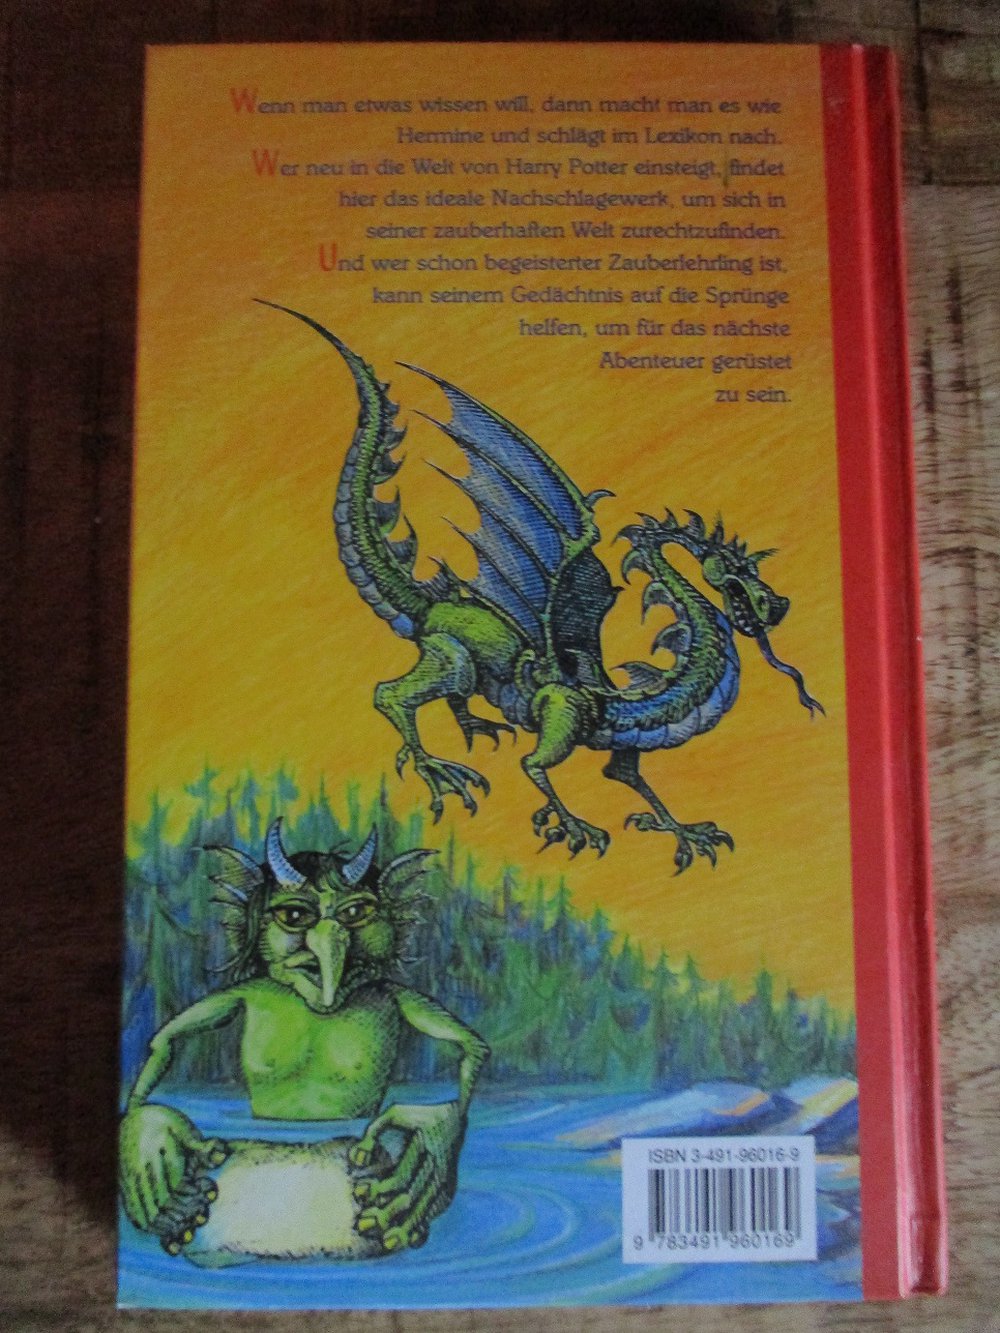 Wenn man etwas wissen will, dann macht man es wie
Hermine und schlägt im Lexikon nach.
Wer neu in die Welt von Harry Potter einsteigt, findet
hier das ideale Nachschlagewerk, um sich in
seiner zauberhaften Welt zurechtzufinden.
Und wer schon begeisterter Zauberlehrling ist,
kann seinem Gedächtnis auf die Sprünge
helfen, um für das nächste
Abenteuer gerüstet
zu sein.
ISBN 3-491-96016-9
9 783491 960169